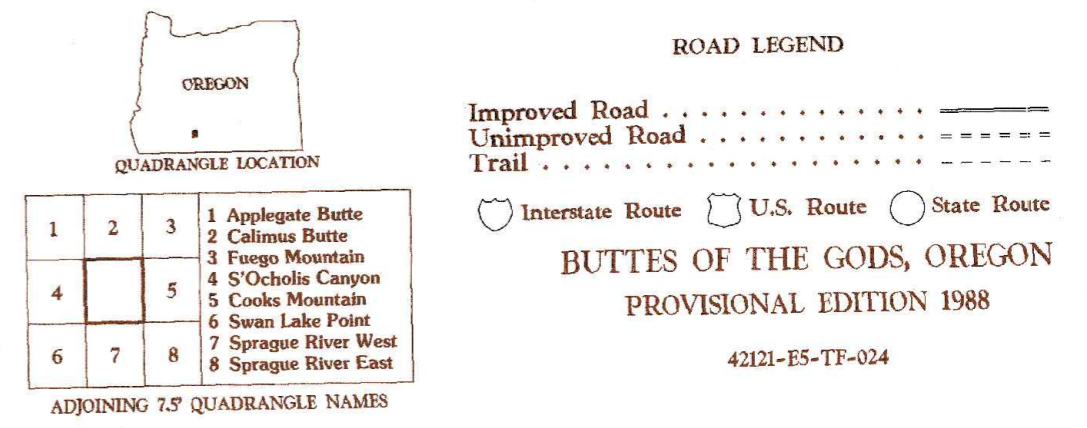 OREGON
QUADRANGLE LOCATION
1 2 3
4 5
6 7 8
1 Applegate Butte
2 Calimus Butte
3 Fuego Mountain
4 S'Ocholis Canyon
5 Cooks Mountain
6 Swan Lake Point
7 Sprague River West
8 Sprague River East
ADJOINING 7.5' QUADRANGLE NAMES
ROAD LEGEND
Improved Road
Unimproved Road
Trail
Interstate Route U.S. Route State Route
BUTTES OF THE GODS, OREGON
PROVISIONAL EDITION 1988
42121-E5-TF-024